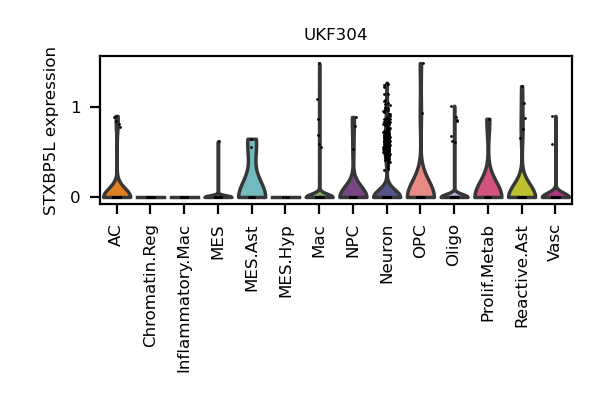 UKF304
STXBP5L expression
1
0
AC
Chromatin.Reg
Inflammatory.Mac
MES
MES.Ast
MES.Hyp
Mac
NPC
Neuron
OPC
Oligo
Prolif.Metab
Reactive.Ast
Vasc